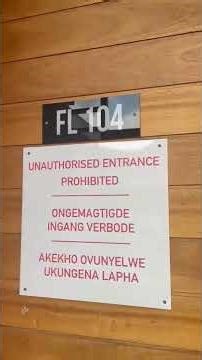 FL 104
UNAUTHORISED ENTRANCE
PROHIBITED
ONGEMAGTIGDE
INGANG VERBODE
AKEKHO OVUNYELWE
UKUNGENA LAPHA